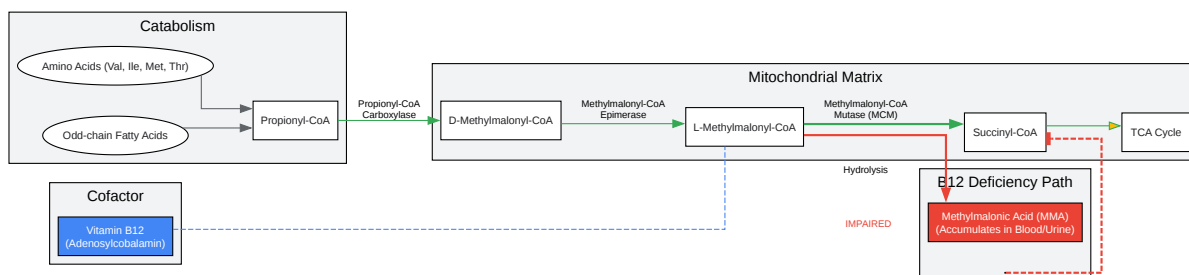 Catabolism
Amino Acids (Val, Ile, Met, Thr)
Odd-chain Fatty Acids
Propionyl-CoA
Propionyl-CoA
Carboxylase
Mitochondrial Matrix
D-Methylmalonyl-CoA
Methylmalonyl-CoA
Epimerase
L-Methylmalonyl-CoA
Methylmalonyl-CoA
Mutase (MCM)
Succinyl-CoA
TCA Cycle
Hydrolysis
Cofactor
Vitamin B12
(Adenosylcobalamin)
IMPAIRED
B12 Deficiency Path
Methylmalonic Acid (MMA)
(Accumulates in Blood/Urine)